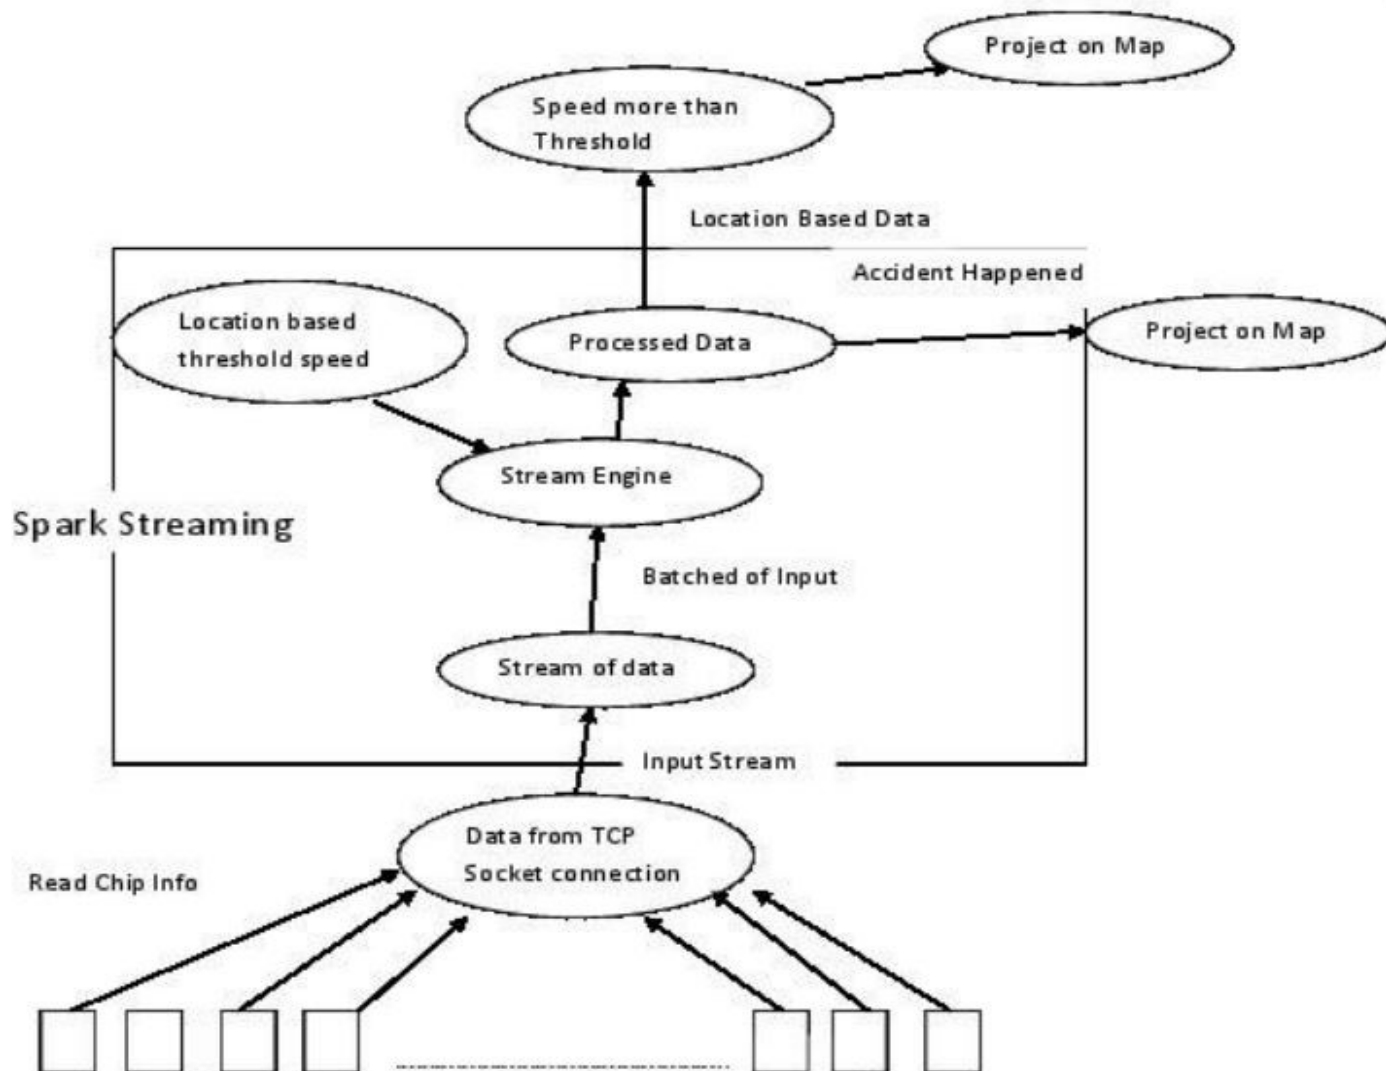 Project on Map
Speed more than
Threshold
Location Based Data
Accident Happened
Location based
threshold speed
Processed Data
Project on Map
Stream Engine
Spark Streaming
Batched of Input
Stream of data
Input Stream
Data from TCP
Socket connection
Read Chip Info